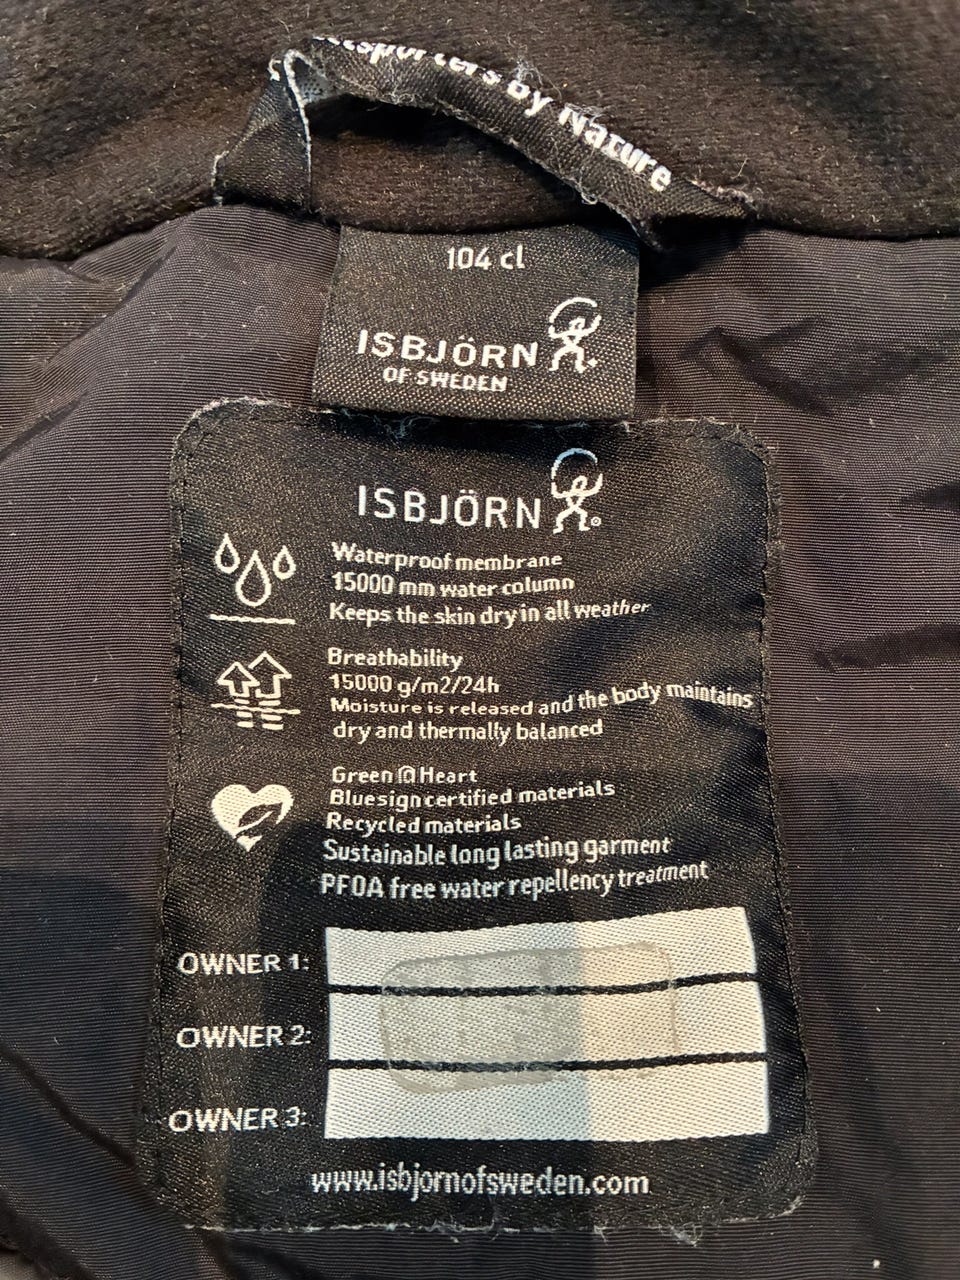 by Nature
104 cl
ISBJÖRN
OF SWEDEN
ISBJÖRN
Waterproof membrane
15000 mm water column
Keeps the skin dry in all weather
Breathability
15000 g/m2/24h
Moisture is released and the body maintains
dry and thermally balanced
Green @ Heart
Bluesign certified materials
Recycled materials
Sustainable long lasting garment
PFOA free water repellency treatment
OWNER 1:
OWNER 2:
OWNER 3:
www.isbjornofsweden.com